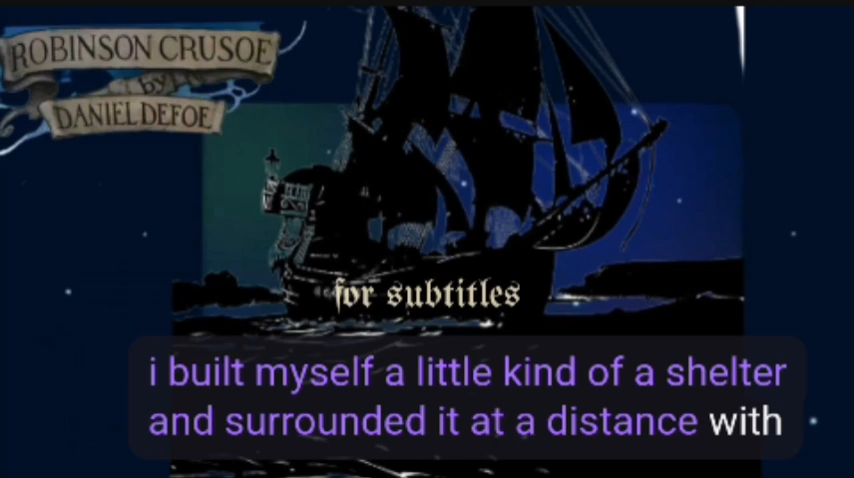 ROBINSON CRUSOE
by
DANIEL DEFOE
for subtitles
i built myself a little kind of a shelter
and surrounded it at a distance with